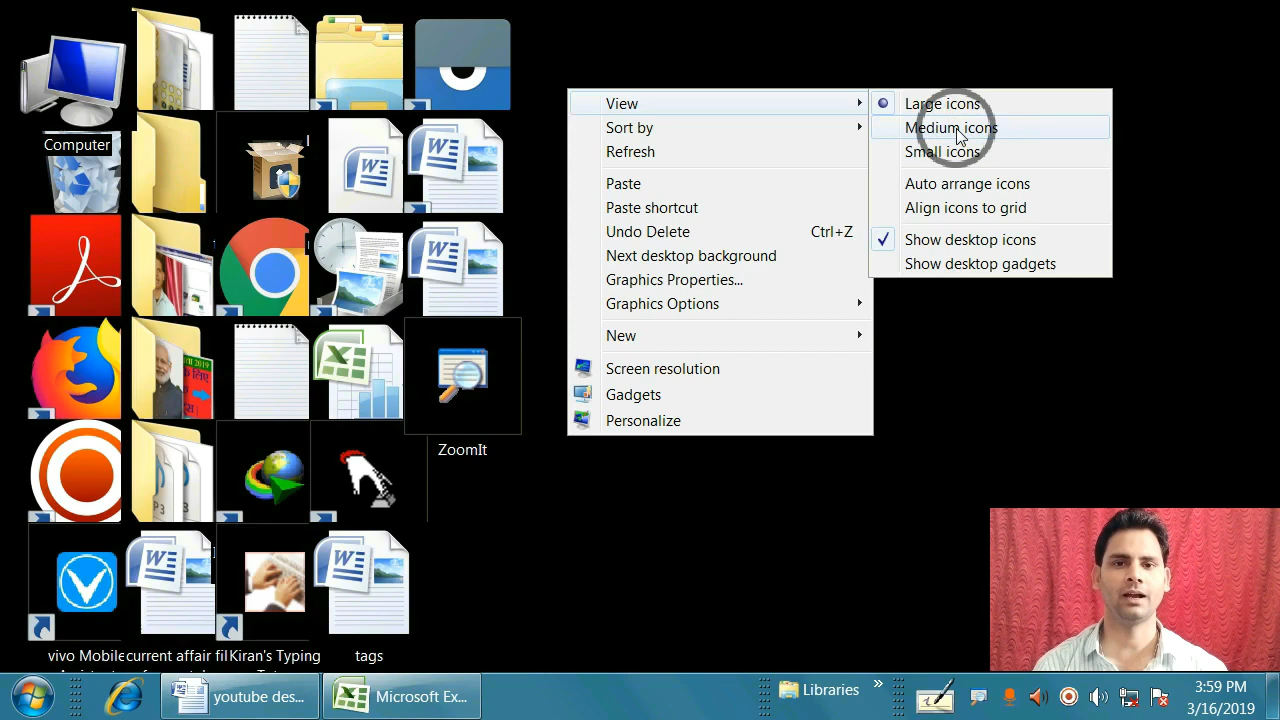 Computer
ZoomIt
vivo Mobile
current affair fil
Kiran's Typing
tags
View
Sort by
Refresh
Paste
Paste shortcut
Undo Delete Ctrl+Z
Next desktop background
Graphics Properties...
Graphics Options
New
Screen resolution
Gadgets
Personalize
Large icons
Medium icons
Small icons
Auto arrange icons
Align icons to grid
Show desktop icons
Show desktop gadgets
youtube des...
Microsoft Ex...
Libraries
»
3:59 PM
3/16/2019